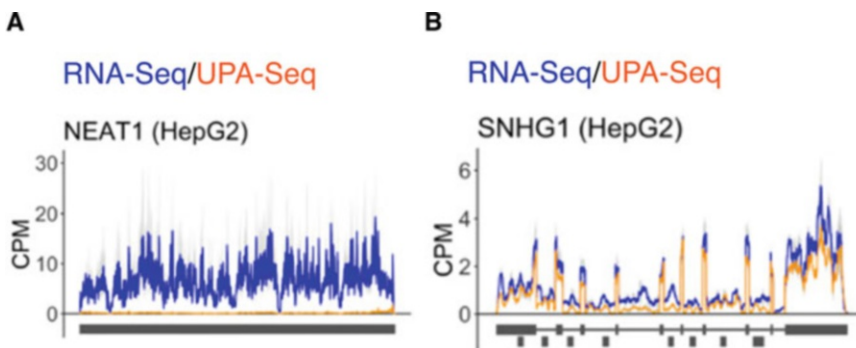 A
RNA-Seq/UPA-Seq
NEAT1 (HepG2)
30
20
10
0
CPM
B
RNA-Seq/UPA-Seq
SNHG1 (HepG2)
6
4
2
0
CPM